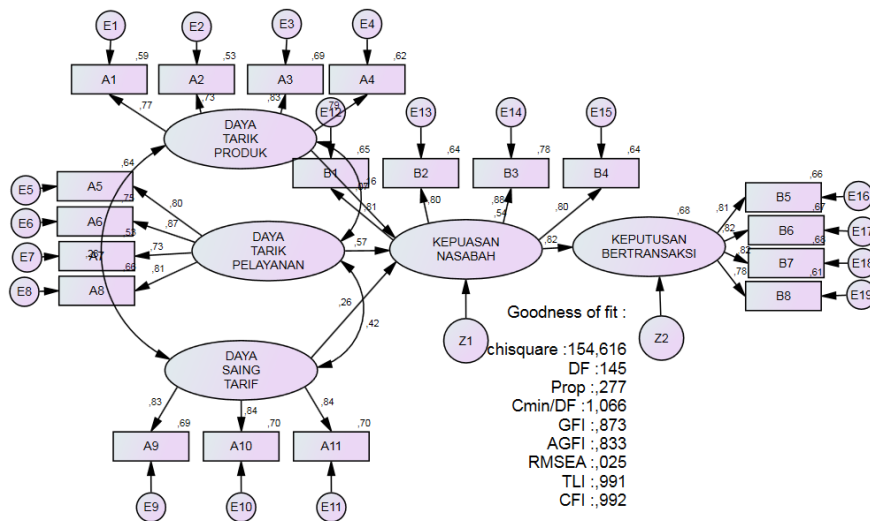 E1
E2
E3
E4
,59
,53
,69
,62
A1
A2
A3
A4
,77
,73
,83
,79
E12
E13
E14
E15
DAYA
TARIK
PRODUK
,65
,64
,78
,64
B1
B2
B3
B4
,16
,81
,80
,88
,80
,64
E5
A5
,75
E6
A6
,53
E7
A7
,66
E8
A8
,80
,87
,73
,81
DAYA
TARIK
PELAYANAN
,57
,54
KEPUASAN
NASABAH
,82
,68
KEPUTUSAN
BERTRANSAKSI
,66
B5
E16
,67
B6
E17
,68
B7
E18
,61
B8
E19
,81
,82
,82
,78
,26
,42
Z1
Z2
DAYA
SAING
TARIF
,83
,84
,84
,69
,70
,70
A9
A10
A11
E9
E10
E11
Goodness of fit :
chisquare :154,616
DF :145
Prop :,277
Cmin/DF :1,066
GFI :,873
AGFI :,833
RMSEA :,025
TLI :,991
CFI :,992